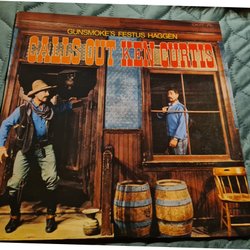 GUNSMOKE'S FESTUS HAGGEN
CALLS OUT KEN CURTIS